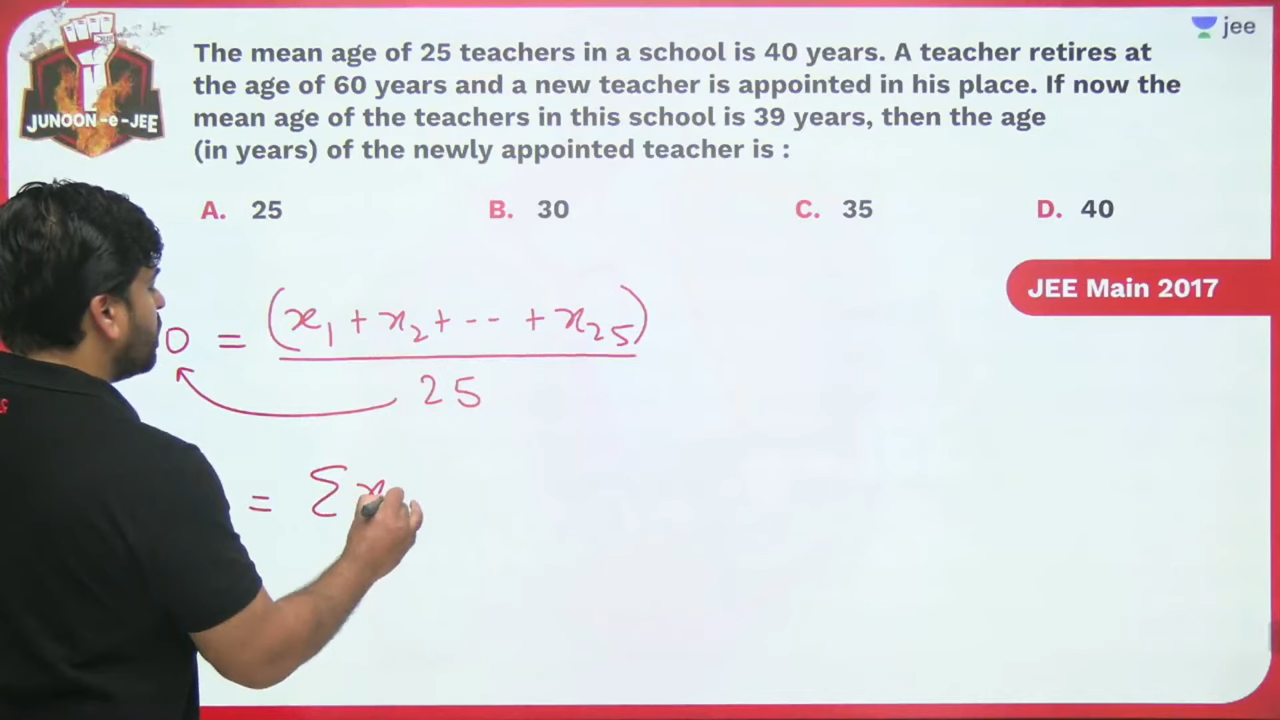 jee
JUNOON-e-JEE
The mean age of 25 teachers in a school is 40 years. A teacher retires at
the age of 60 years and a new teacher is appointed in his place. If now the
mean age of the teachers in this school is 39 years, then the age
(in years) of the newly appointed teacher is :
A. 25 B. 30 C. 35 D. 40
JEE Main 2017
0 = (x₁ + x₂ + -- + x₂₅)
25
= Σx